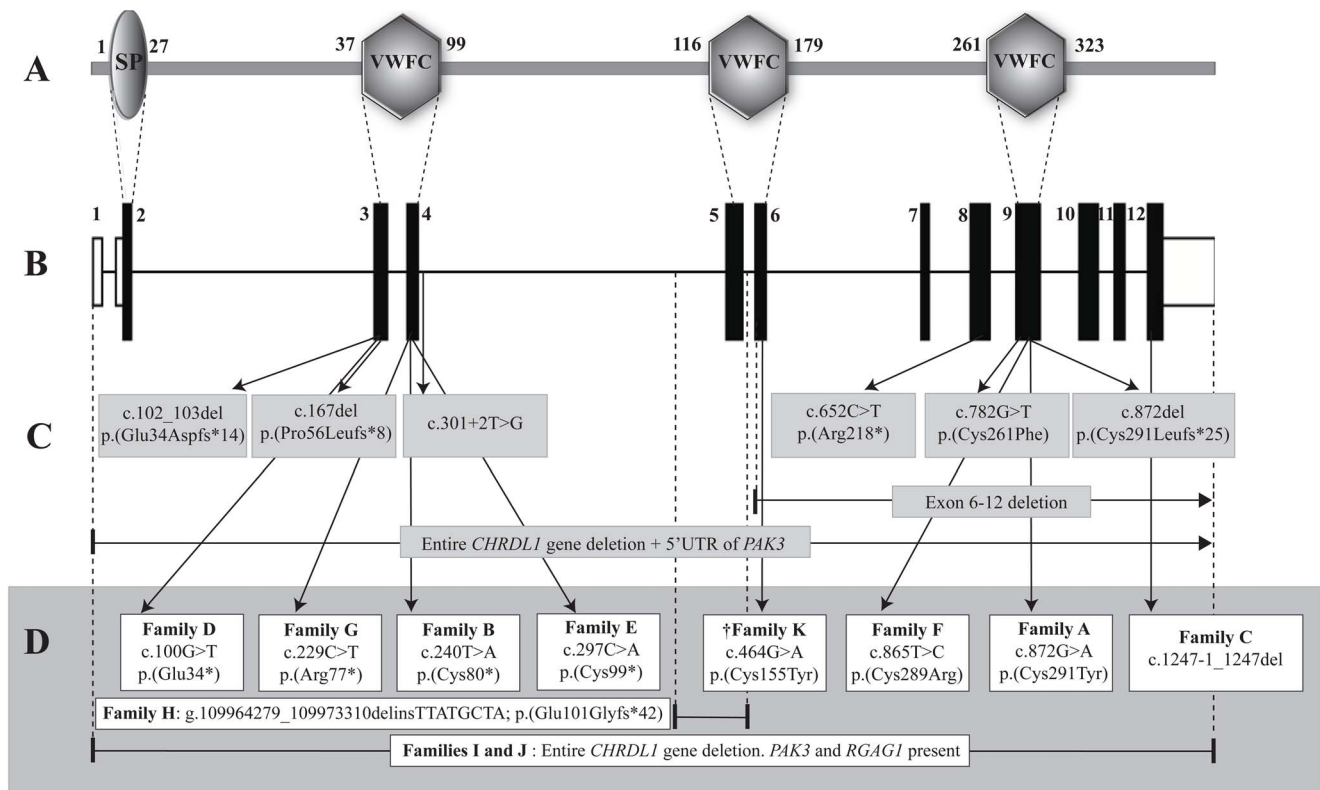 1 27 37 99 116 179 261 323
A SP VWFC VWFC VWFC
1 2 3 4 5 6 7 8 9 10 11 12
B
C
c.102_103del
p.(Glu34Aspfs*14)
c.167del
p.(Pro56Leufs*8)
c.301+2T>G
c.652C>T
p.(Arg218*)
c.782G>T
p.(Cys261Phe)
c.872del
p.(Cys291Leufs*25)
Exon 6-12 deletion
Entire CHRDL1 gene deletion + 5'UTR of PAK3
D
Family D
c.100G>T
p.(Glu34*)
Family G
c.229C>T
p.(Arg77*)
Family B
c.240T>A
p.(Cys80*)
Family E
c.297C>A
p.(Cys99*)
†Family K
c.464G>A
p.(Cys155Tyr)
Family F
c.865T>C
p.(Cys289Arg)
Family A
c.872G>A
p.(Cys291Tyr)
Family C
c.1247-1_1247del
Family H: g.109964279_109973310delinsTTATGCTA; p.(Glu101Glyfs*42)
Families I and J : Entire CHRDL1 gene deletion. PAK3 and RGAG1 present